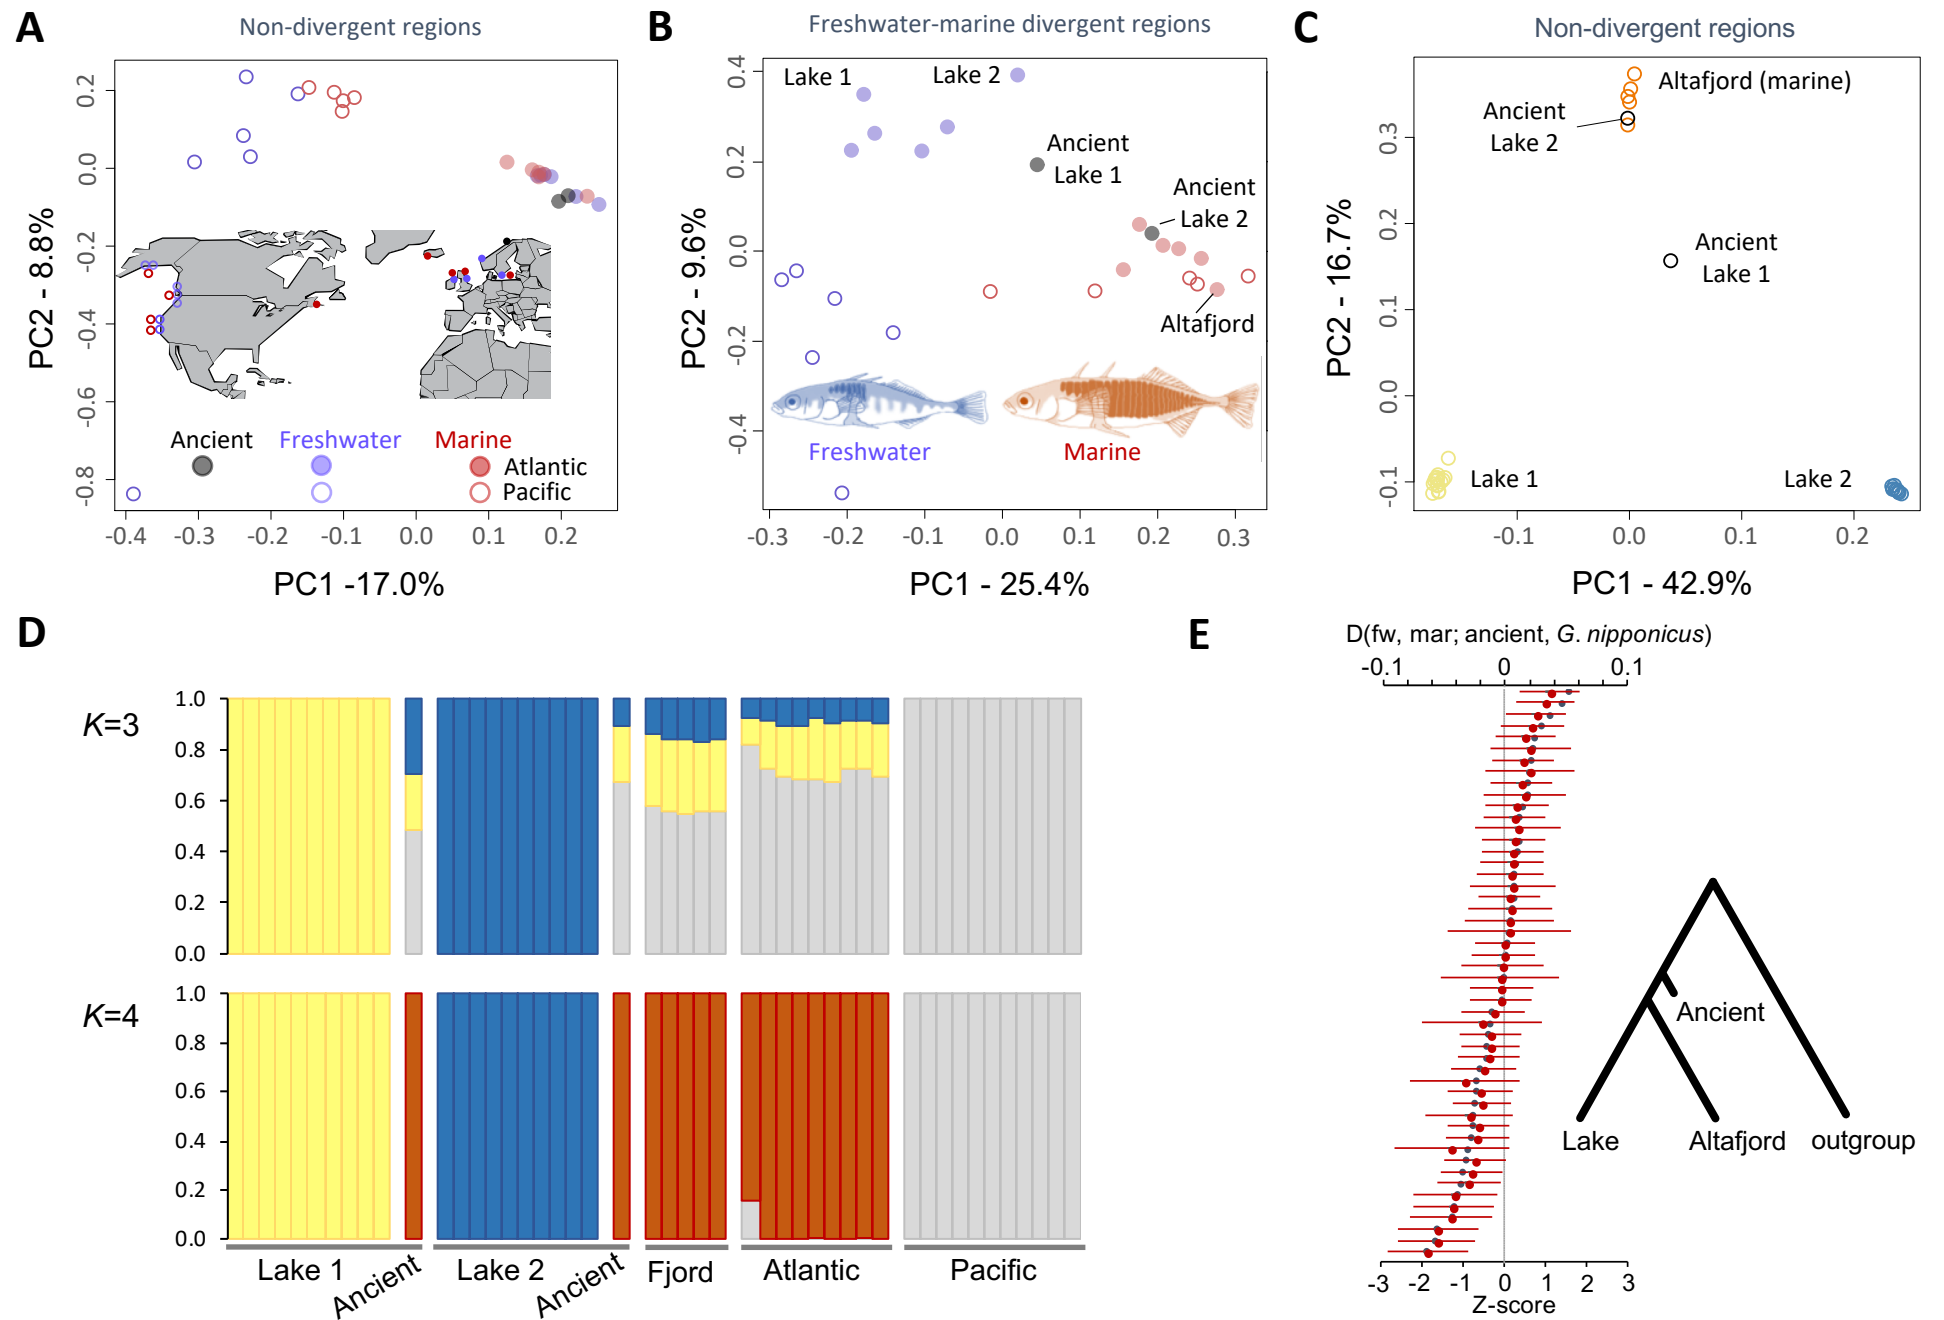 A
Non-divergent regions
0.2
0.0
-0.2
-0.4
-0.6
-0.8
PC2 - 8.8%
Ancient
Freshwater
Marine
Atlantic
Pacific
-0.4
-0.3
-0.2
-0.1
0.0
0.1
0.2
PC1 -17.0%
B
Freshwater-marine divergent regions
0.4
0.2
0.0
-0.2
-0.4
PC2 - 9.6%
Lake 1
Lake 2
Ancient
Lake 1
Ancient
Lake 2
Altafjord
Freshwater
Marine
-0.3
-0.2
-0.1
0.0
0.1
0.2
0.3
PC1 - 25.4%
C
Non-divergent regions
0.3
0.2
0.1
0.0
-0.1
PC2 - 16.7%
Altafjord (marine)
Ancient
Lake 2
Ancient
Lake 1
Lake 1
Lake 2
-0.1
0.0
0.1
0.2
PC1 - 42.9%
D
K=3
1.0
0.8
0.6
0.4
0.2
0.0
K=4
1.0
0.8
0.6
0.4
0.2
0.0
Lake 1
Ancient
Lake 2
Ancient
Fjord
Atlantic
Pacific
E
D(fw, mar; ancient, G. nipponicus)
-0.1
0
0.1
Ancient
Lake
Altafjord
outgroup
-3
-2
-1
0
1
2
3
Z-score